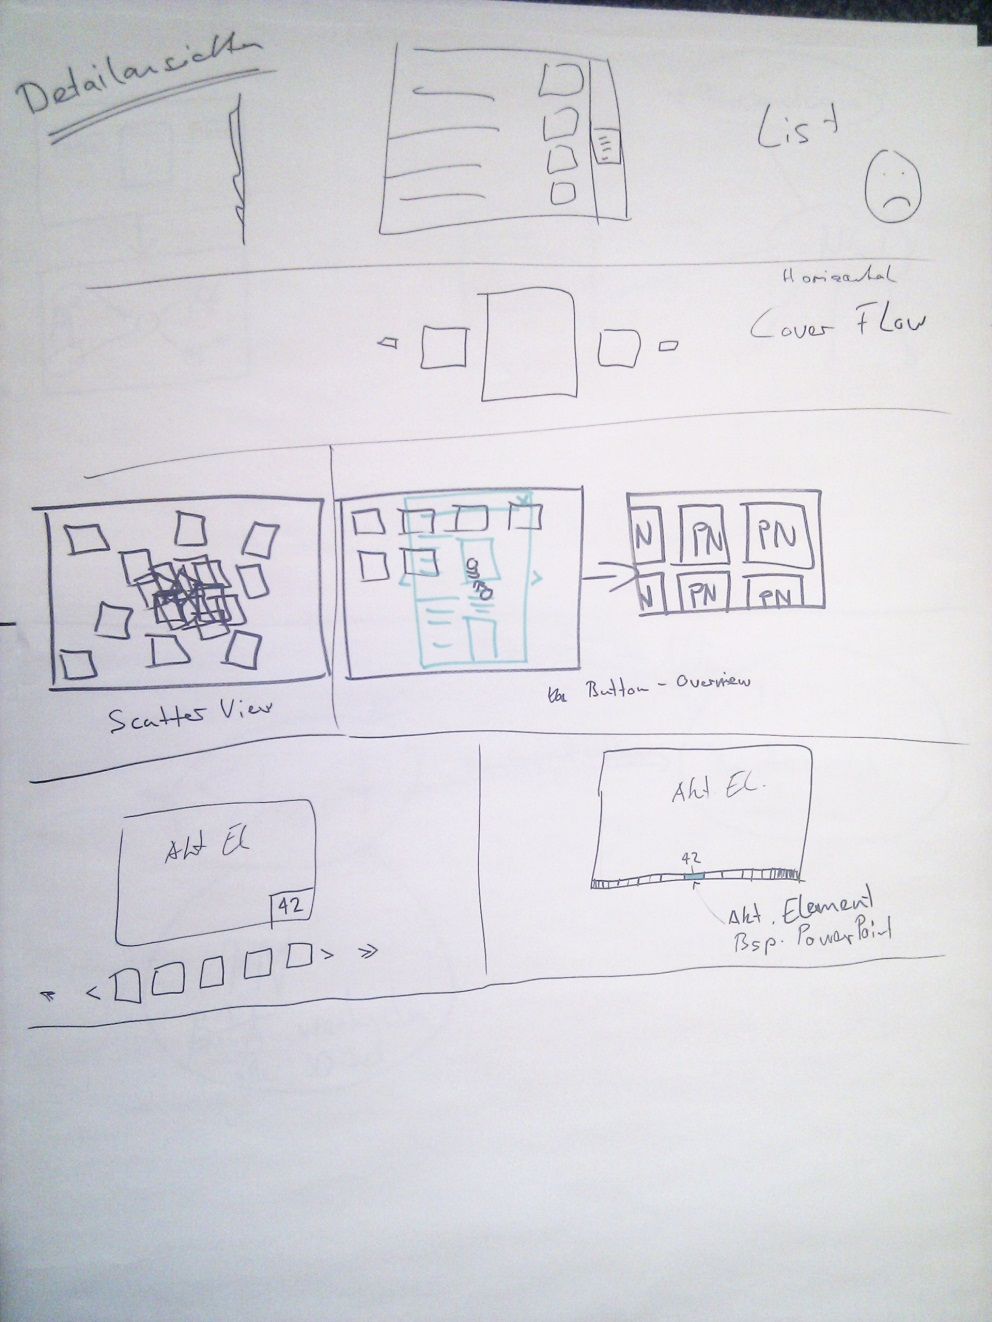 Detailansichten
List
Horizontal
Cover Flow
N PN PN
N PN PN
Scatter View
Button - Overview
Akt El
42
Akt El.
42
Akt. Element
Bsp. PowerPoint